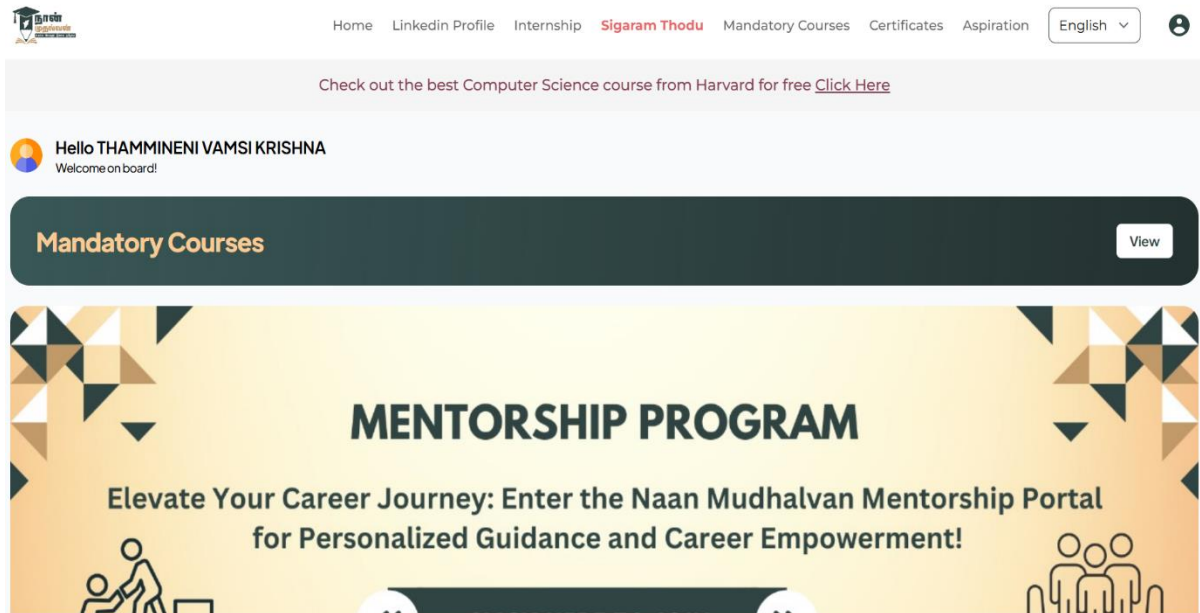 நான்
முதல்வன்
Home Linkedin Profile Internship Sigaram Thodu Mandatory Courses Certificates Aspiration English
Check out the best Computer Science course from Harvard for free Click Here
Hello THAMMINENI VAMSI KRISHNA
Welcome on board!
Mandatory Courses
View
MENTORSHIP PROGRAM
Elevate Your Career Journey: Enter the Naan Mudhalvan Mentorship Portal
for Personalized Guidance and Career Empowerment!